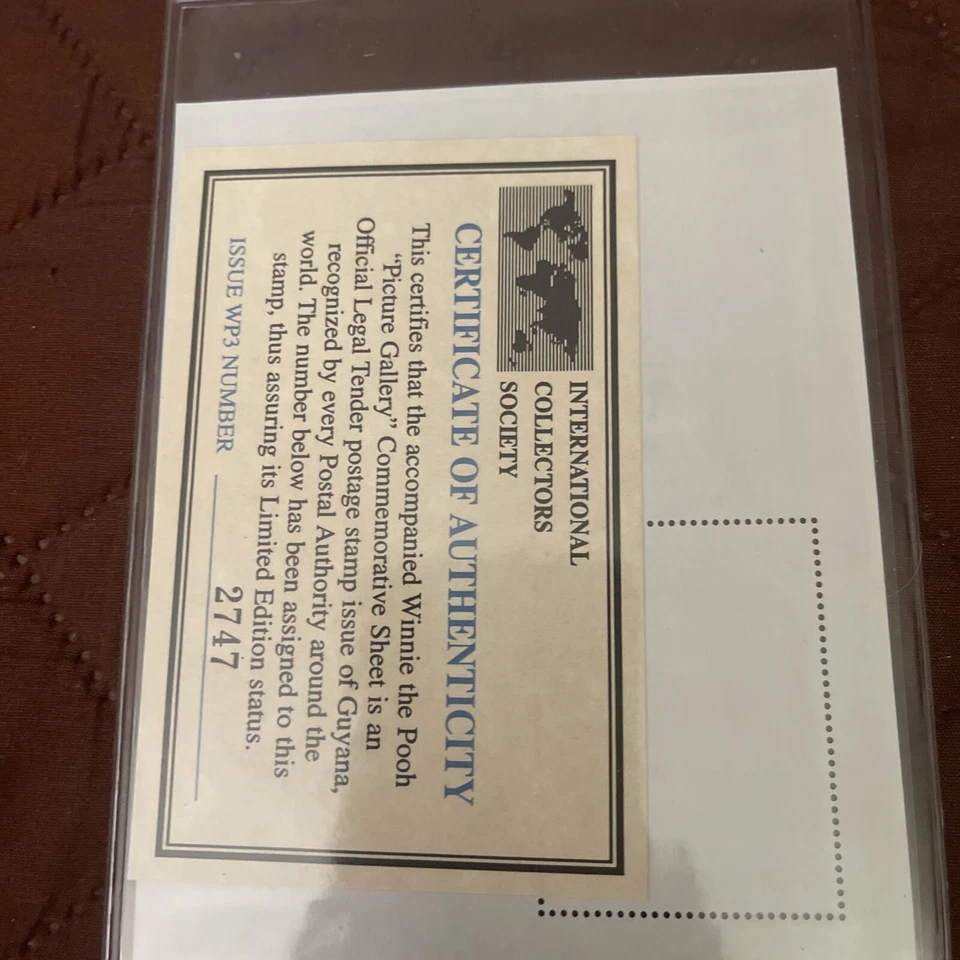 INTERNATIONAL
COLLECTORS
SOCIETY
CERTIFICATE OF AUTHENTICITY
This certifies that the accompanied Winnie the Pooh
“Picture Gallery” Commemorative Sheet is an
Official Legal Tender postage stamp issue of Guyana,
recognized by every Postal Authority around the
world. The number below has been assigned to this
stamp, thus assuring its Limited Edition status.
ISSUE WP3 NUMBER 2747